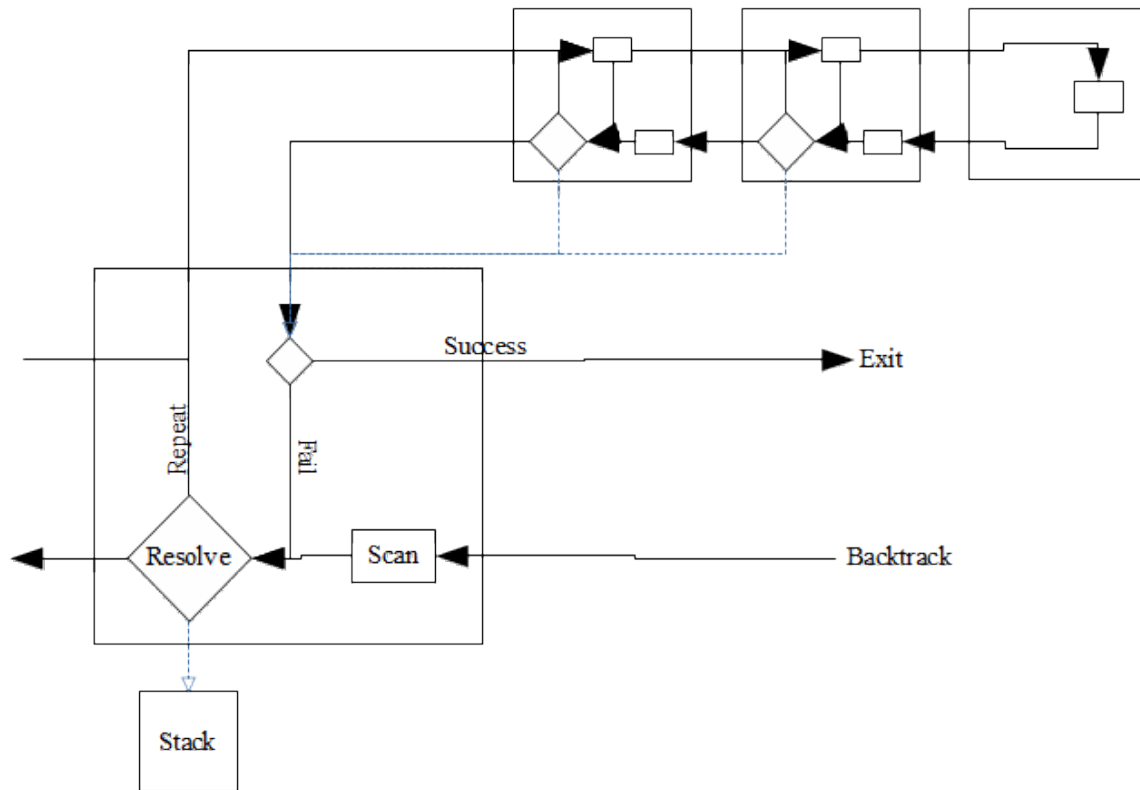 Success
Exit
Repeat
Fail
Resolve
Scan
Backtrack
Stack